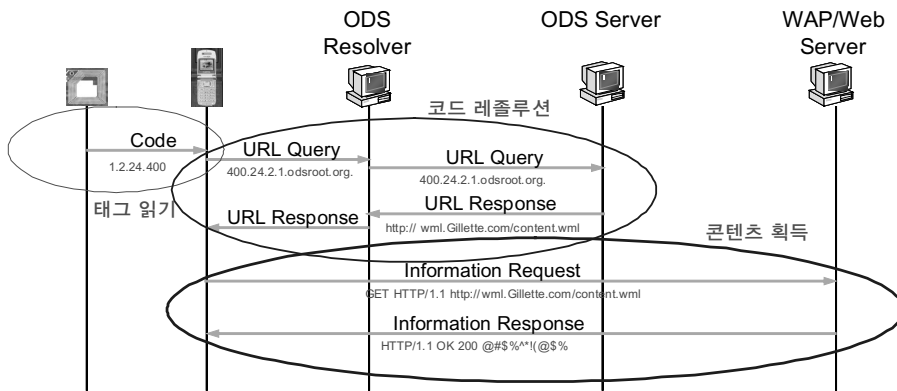 ODS
Resolver
ODS Server
WAP/Web
Server
코드 레졸루션
Code
1.2.24.400
URL Query
400.24.2.1.odsroot.org.
URL Query
400.24.2.1.odsroot.org.
태그 읽기
URL Response
URL Response
http:// wml.Gillette.com/content.wml
콘텐츠 획득
Information Request
GET HTTP/1.1 http://wml.Gillette.com/content.wml
Information Response
HTTP/1.1 OK 200 @#$%^*!(@$%